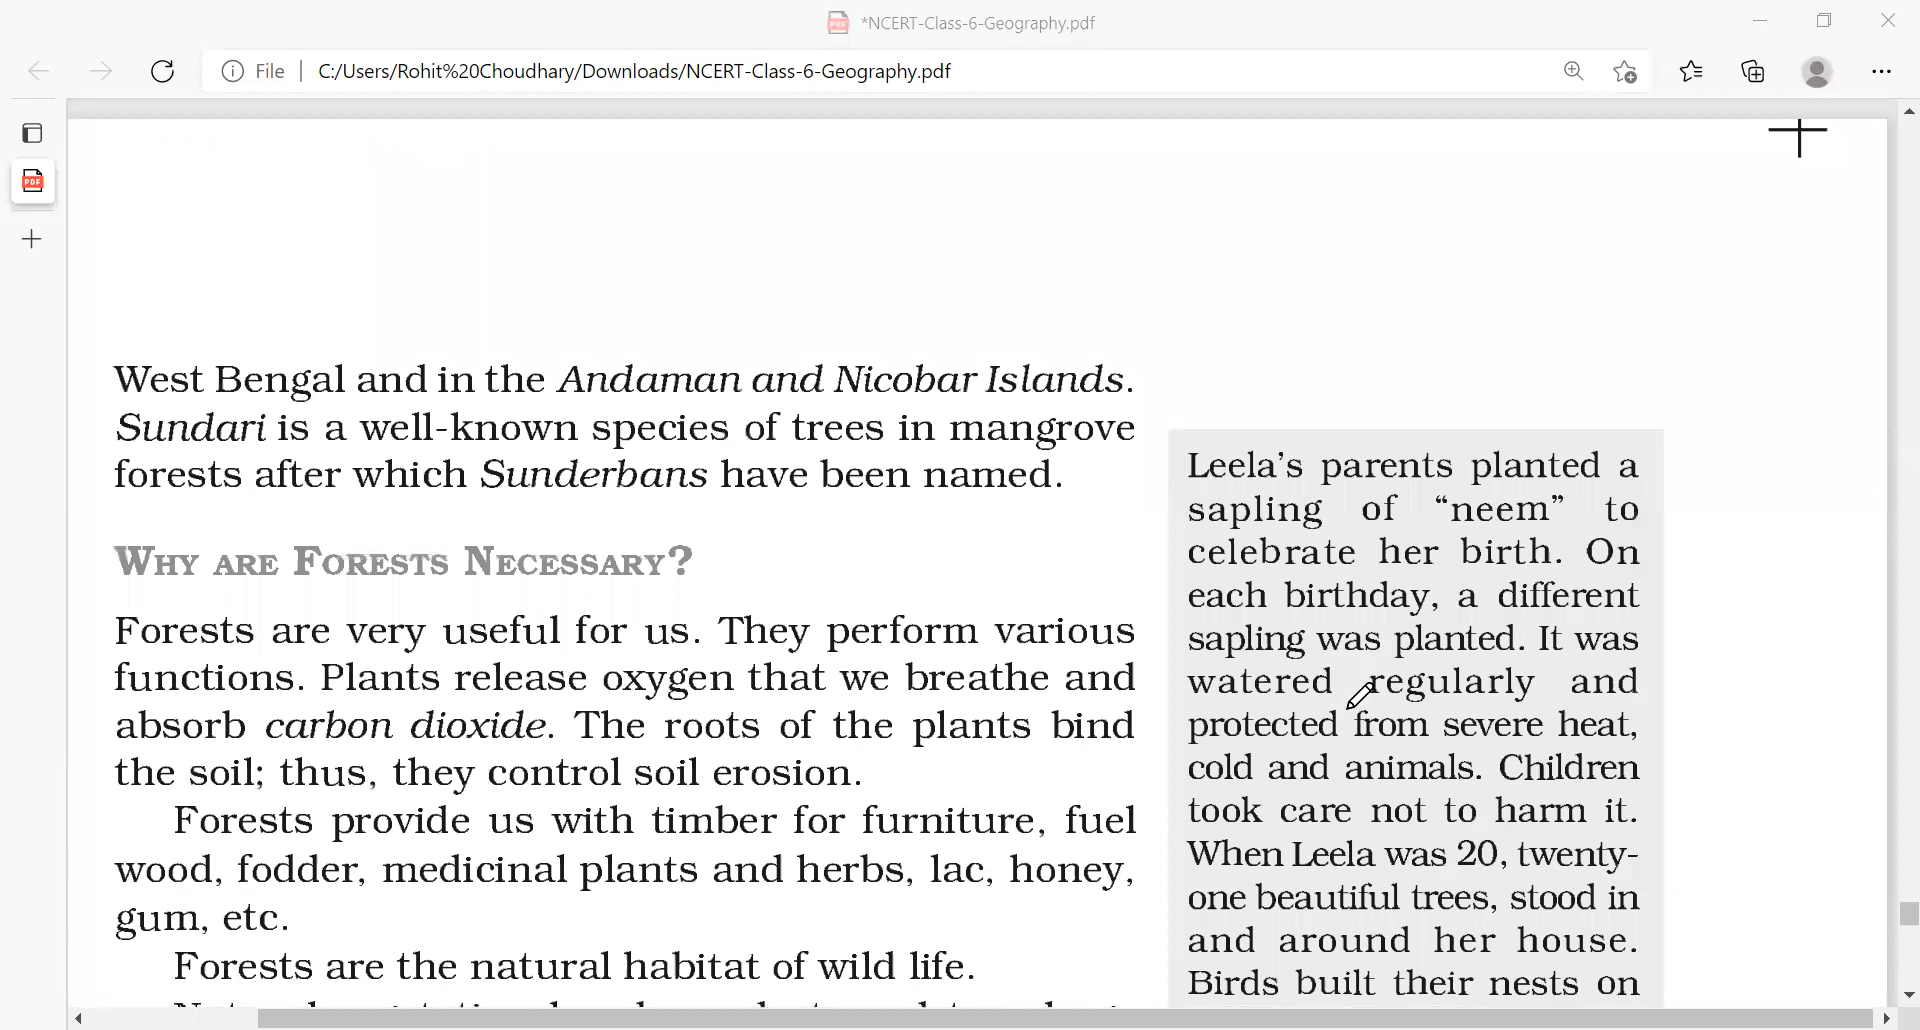 *NCERT-Class-6-Geography.pdf
File | C:/Users/Rohit%20Choudhary/Downloads/NCERT-Class-6-Geography.pdf
PDF
West Bengal and in the Andaman and Nicobar Islands.
Sundari is a well-known species of trees in mangrove
forests after which Sunderbans have been named.
WHY ARE FORESTS NECESSARY?
Forests are very useful for us. They perform various
functions. Plants release oxygen that we breathe and
absorb carbon dioxide. The roots of the plants bind
the soil; thus, they control soil erosion.
Forests provide us with timber for furniture, fuel
wood, fodder, medicinal plants and herbs, lac, honey,
gum, etc.
Forests are the natural habitat of wild life.
Leela's parents planted a
sapling of “neem” to
celebrate her birth. On
each birthday, a different
sapling was planted. It was
watered regularly and
protected from severe heat,
cold and animals. Children
took care not to harm it.
When Leela was 20, twenty-
one beautiful trees, stood in
and around her house.
Birds built their nests on